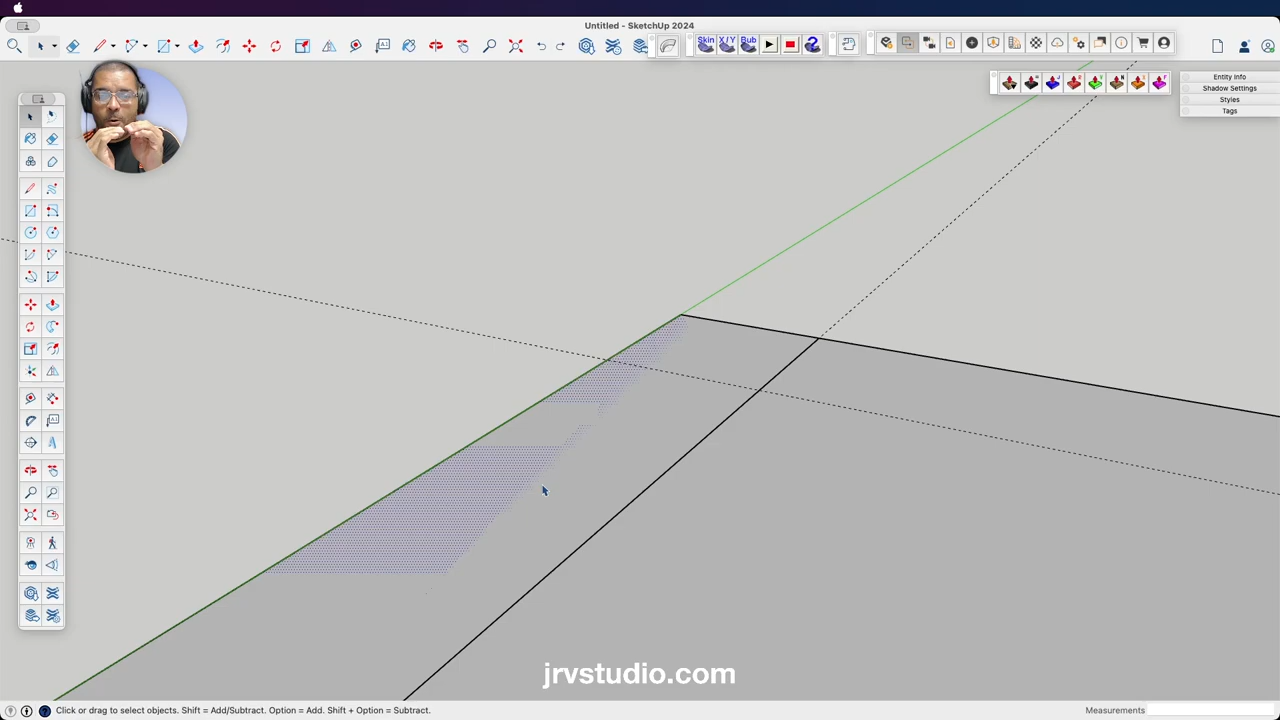 Untitled - SketchUp 2024
Skin X/Y Bub
Entity Info
Shadow Settings
Styles
Tags
jrvstudio.com
Click or drag to select objects. Shift = Add/Subtract. Option = Add. Shift + Option = Subtract.
Measurements